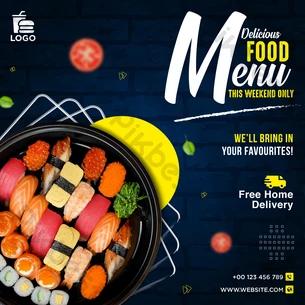 LOGO
Delicious
FOOD
Menu
THIS WEEKEND ONLY
WE'LL BRING IN
YOUR FAVOURITES!
Free Home
Delivery
+00 123 456 789
WWW.WEBSITE.COM